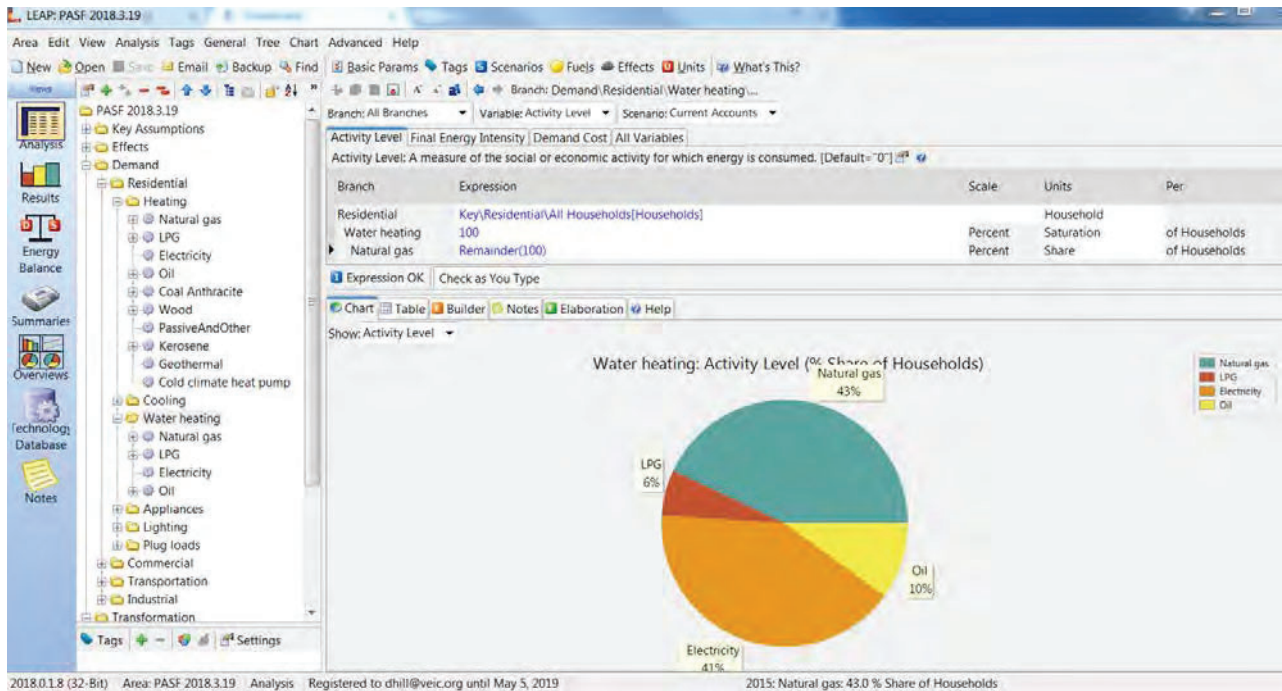 LEAP: PASF 2018.3.19
Area Edit View Analysis Tags General Tree Chart Advanced Help
New Open Email Backup Find Basic Params Tags Scenarios Fuels Effects Units What's This?
Branch: Demand\Residential\Water heating\...
Branch: All Branches Variable: Activity Level Scenario: Current Accounts
Activity Level Final Energy Intensity Demand Cost All Variables
Activity Level: A measure of the social or economic activity for which energy is consumed. [Default="0"]
Branch Expression Scale Units Per
Residential Key\Residential\All Households[Households] Household
Water heating 100 Percent Saturation of Households
Natural gas Remainder(100) Percent Share of Households
Expression OK Check as You Type
Chart Table Builder Notes Elaboration Help
Show: Activity Level
Water heating: Activity Level (% Share of Households)
Natural gas
43%
LPG
6%
Oil
10%
Electricity
41%
Natural gas
LPG
Electricity
Oil
Views
Analysis
Results
Energy
Balance
Summaries
Overviews
Technology
Database
Notes
PASF 2018.3.19
Key Assumptions
Effects
Demand
Residential
Heating
Natural gas
LPG
Electricity
Oil
Coal Anthracite
Wood
PassiveAndOther
Kerosene
Geothermal
Cold climate heat pump
Cooling
Water heating
Natural gas
LPG
Electricity
Oil
Appliances
Lighting
Plug loads
Commercial
Transportation
Industrial
Transformation
Tags Settings
2018.0.1.8 (32-Bit) Area: PASF 2018.3.19 Analysis Registered to dhill@veic.org until May 5, 2019 2015: Natural gas: 43.0 % Share of Households